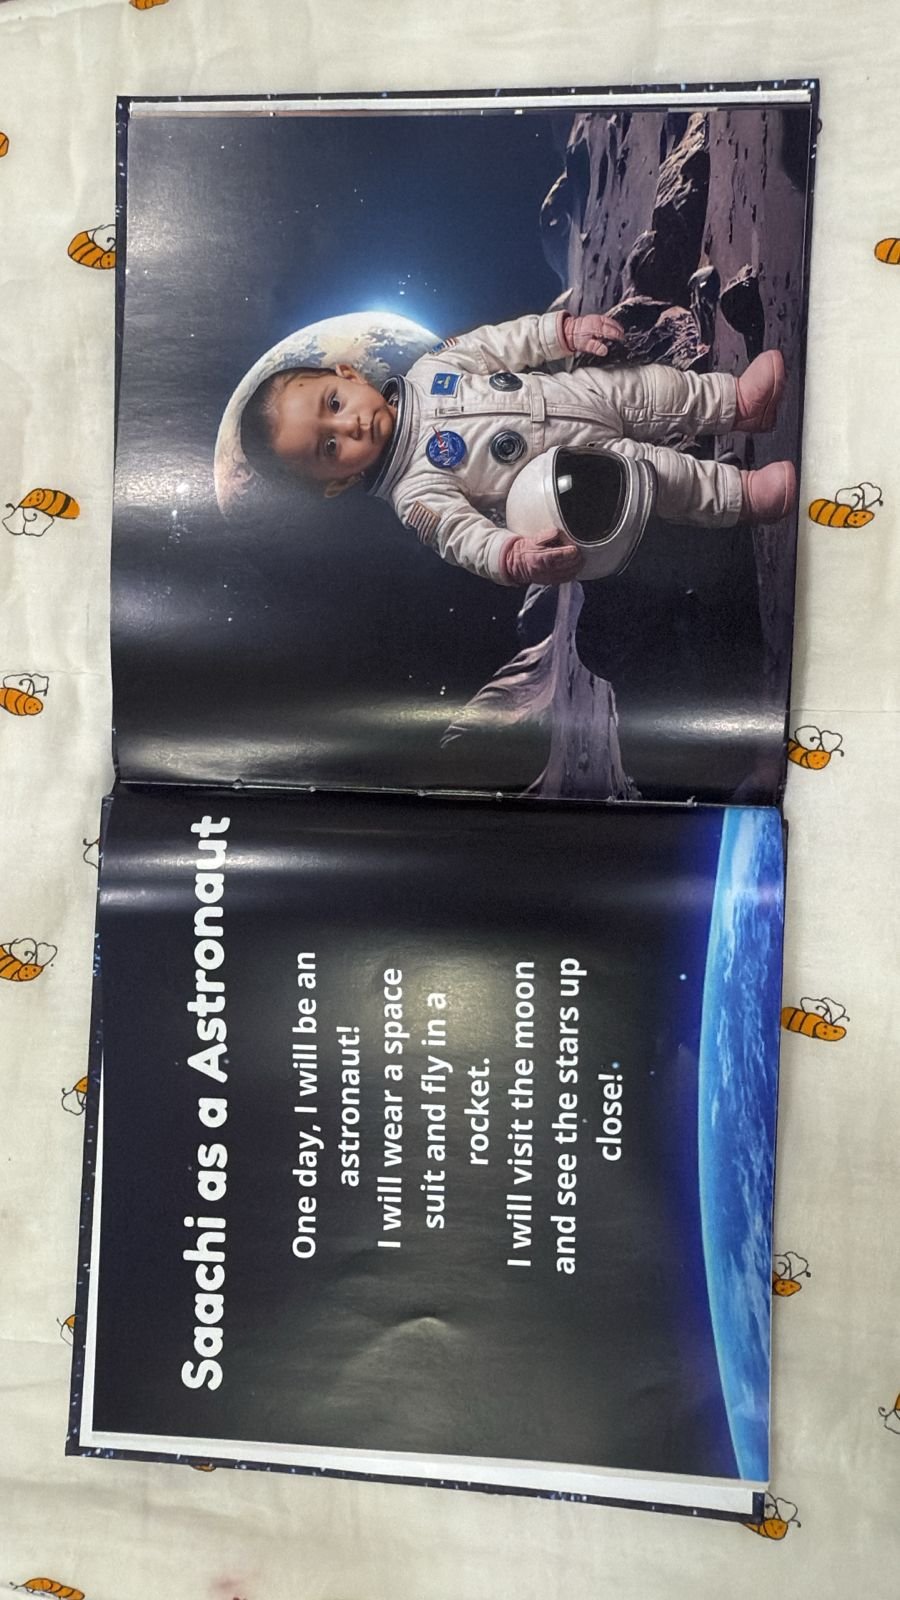 Saachi as a Astronaut
One day, I will be an
astronaut!
I will wear a space
suit and fly in a
rocket.
I will visit the moon
and see the stars up
close!
NASA